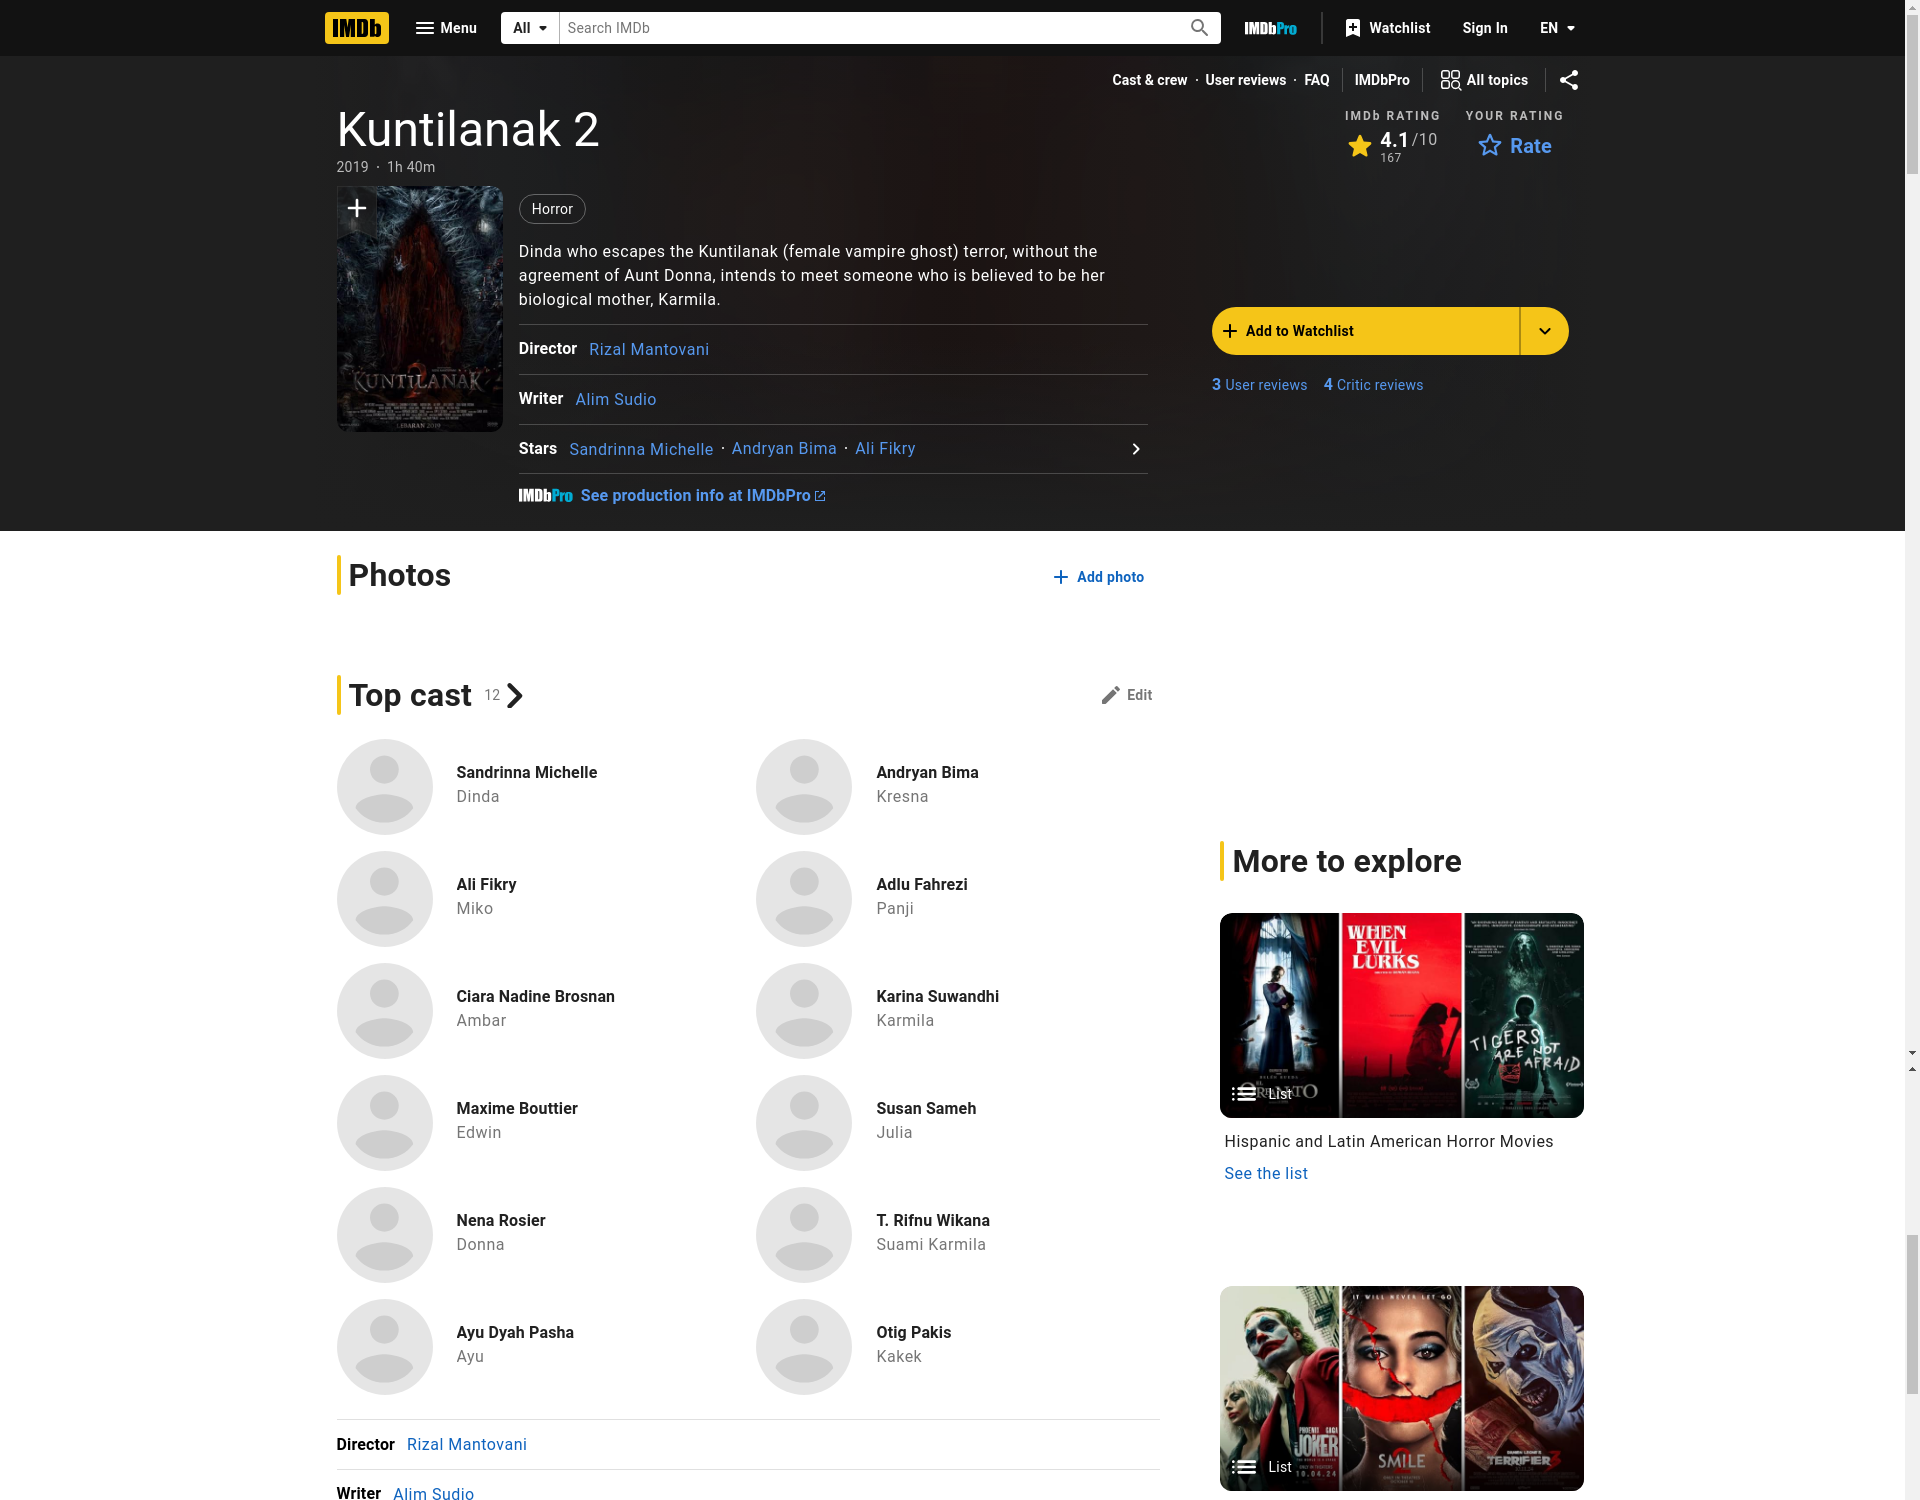 IMDb
Menu
All
Search IMDb
IMDbPro
Watchlist
Sign In
EN
Cast & crew · User reviews · FAQ
IMDbPro
All topics
Kuntilanak 2
2019 · 1h 40m
IMDb RATING
4.1/10
167
YOUR RATING
Rate
KUNTILANAK
2
LEBARAN 2019
Horror
Dinda who escapes the Kuntilanak (female vampire ghost) terror, without the
agreement of Aunt Donna, intends to meet someone who is believed to be her
biological mother, Karmila.
Director Rizal Mantovani
Writer Alim Sudio
Stars Sandrinna Michelle · Andryan Bima · Ali Fikry
IMDbPro See production info at IMDbPro
Add to Watchlist
3 User reviews 4 Critic reviews
Photos
Add photo
Top cast 12
Edit
Sandrinna Michelle
Dinda
Andryan Bima
Kresna
Ali Fikry
Miko
Adlu Fahrezi
Panji
Ciara Nadine Brosnan
Ambar
Karina Suwandhi
Karmila
Maxime Bouttier
Edwin
Susan Sameh
Julia
Nena Rosier
Donna
T. Rifnu Wikana
Suami Karmila
Ayu Dyah Pasha
Ayu
Otig Pakis
Kakek
Director Rizal Mantovani
Writer Alim Sudio
More to explore
WHEN
EVIL
LURKS
TIGERS
ARE NOT
AFRAID
List
Hispanic and Latin American Horror Movies
See the list
IT WILL NEVER LET GO
PHOENIX GAGA
JOKER
10.04.24
SMILE
2
TERRIFIER 3
List